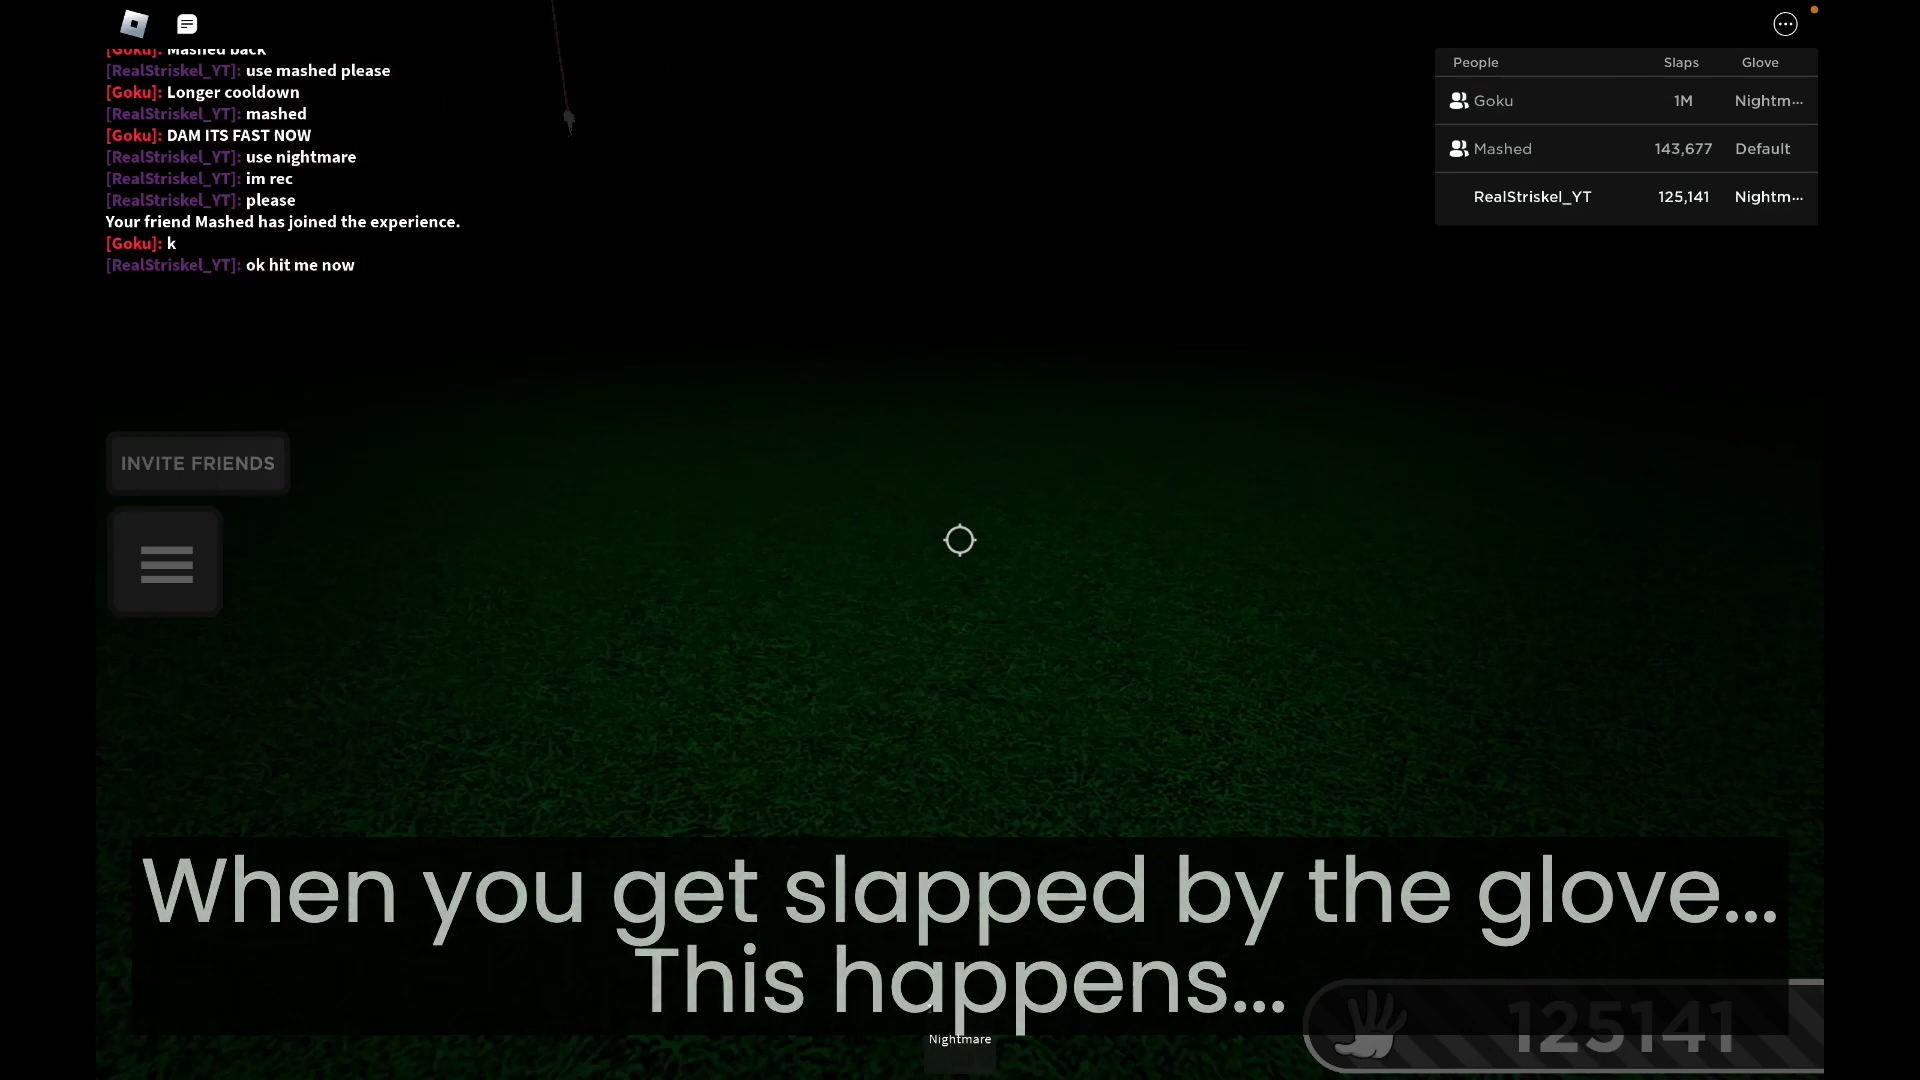 [Goku]: Mashed back
[RealStriskel_YT]: use mashed please
[Goku]: Longer cooldown
[RealStriskel_YT]: mashed
[Goku]: DAM ITS FAST NOW
[RealStriskel_YT]: use nightmare
[RealStriskel_YT]: im rec
[RealStriskel_YT]: please
Your friend Mashed has joined the experience.
[Goku]: k
[RealStriskel_YT]: ok hit me now
People Slaps Glove
Goku 1M Nightm...
Mashed 143,677 Default
RealStriskel_YT 125,141 Nightm...
INVITE FRIENDS
When you get slapped by the glove...
This happens...
125141
Nightmare